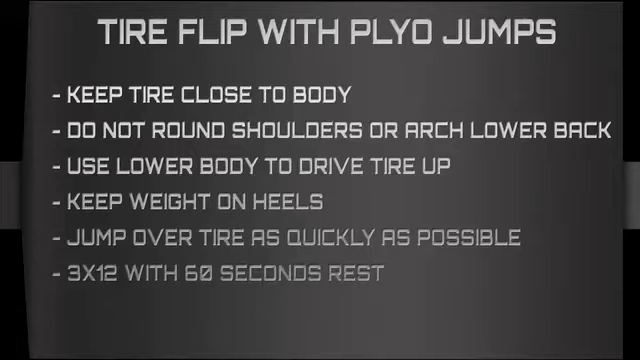 TIRE FLIP WITH PLYO JUMPS
- KEEP TIRE CLOSE TO BODY
- DO NOT ROUND SHOULDERS OR ARCH LOWER BACK
- USE LOWER BODY TO DRIVE TIRE UP
- KEEP WEIGHT ON HEELS
- JUMP OVER TIRE AS QUICKLY AS POSSIBLE
- 3X12 WITH 60 SECONDS REST